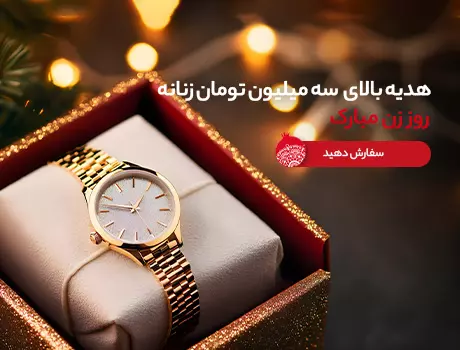 هدیه بالای سه میلیون تومان زنانه
روز زن مبارک
سفارش دهید